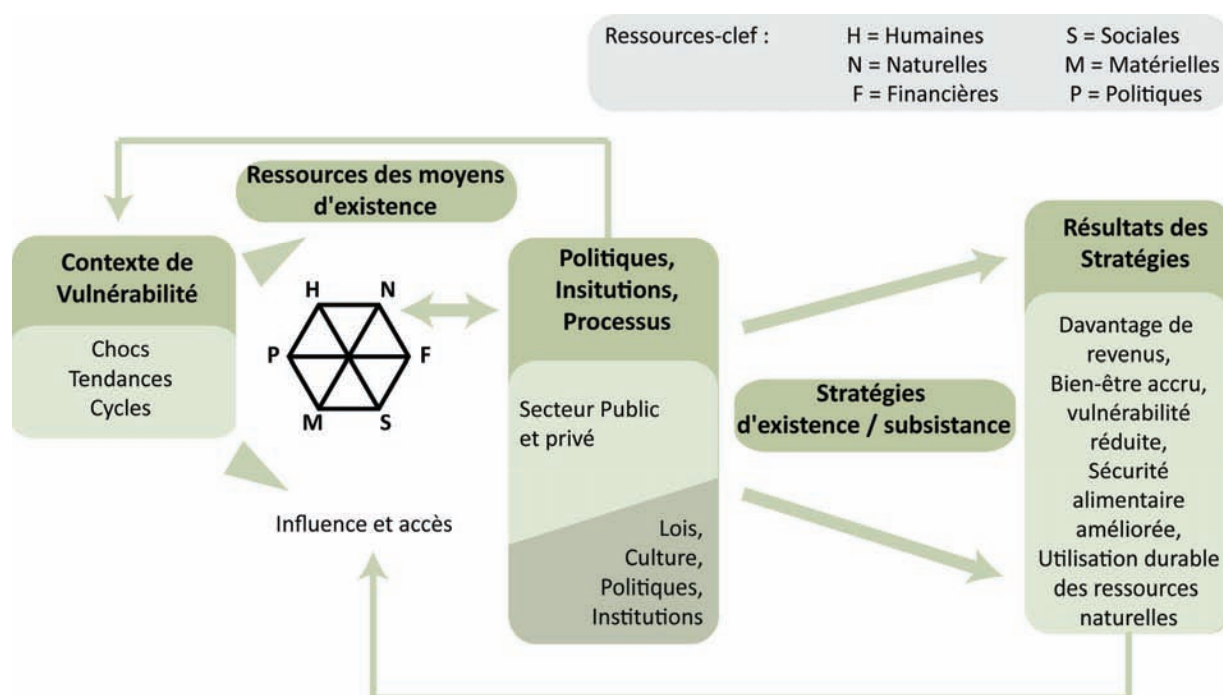 Ressources-clef : H = Humaines S = Sociales
N = Naturelles M = Matérielles
F = Financières P = Politiques
Ressources des moyens
d'existence
Contexte de
Vulnérabilité
Chocs
Tendances
Cycles
H N
P F
M S
Influence et accès
Politiques,
Insitutions,
Processus
Secteur Public
et privé
Lois,
Culture,
Politiques,
Institutions
Stratégies
d'existence / subsistance
Résultats des
Stratégies
Davantage de
revenus,
Bien-être accru,
vulnérabilité
réduite,
Sécurité
alimentaire
améliorée,
Utilisation durable
des ressources
naturelles